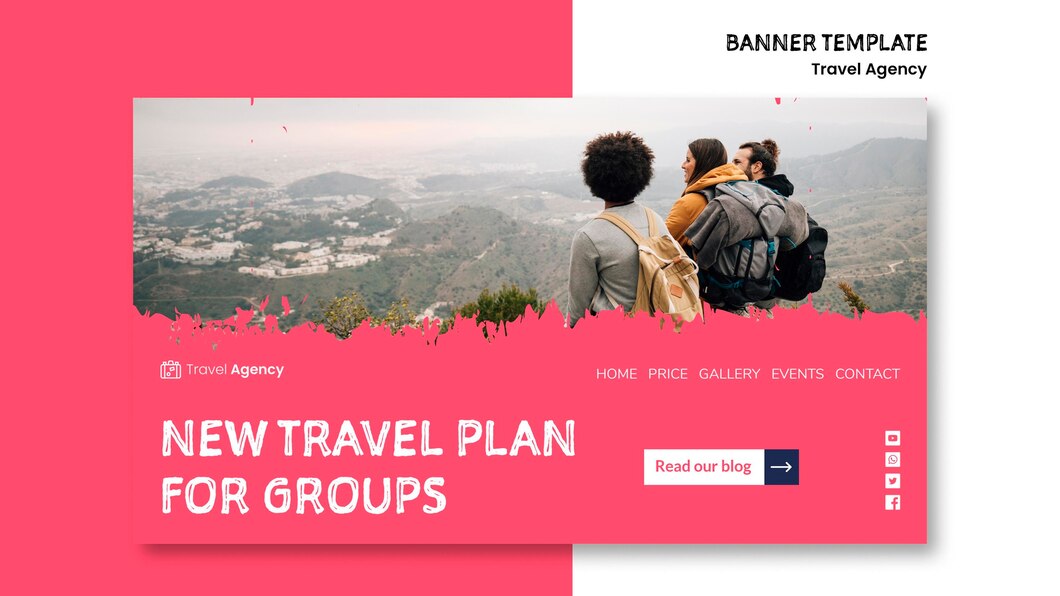 BANNER TEMPLATE
Travel Agency
Travel Agency
HOME PRICE GALLERY EVENTS CONTACT
NEW TRAVEL PLAN
FOR GROUPS
Read our blog